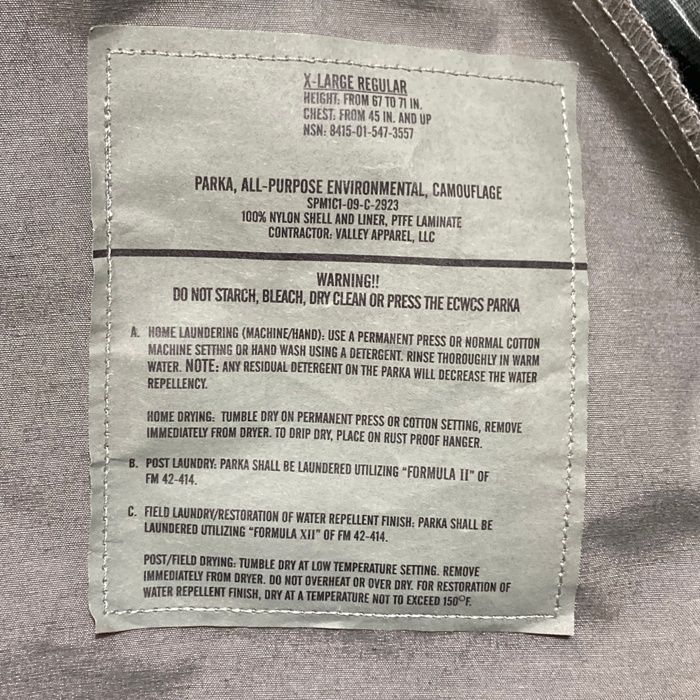 X-LARGE REGULAR
HEIGHT: FROM 67 TO 71 IN.
CHEST: FROM 45 IN. AND UP
NSN: 8415-01-547-3557
PARKA, ALL-PURPOSE ENVIRONMENTAL, CAMOUFLAGE
SPM1C1-09-C-2923
100% NYLON SHELL AND LINER, PTFE LAMINATE
CONTRACTOR: VALLEY APPAREL, LLC
WARNING!!
DO NOT STARCH, BLEACH, DRY CLEAN OR PRESS THE ECWCS PARKA
A. HOME LAUNDERING (MACHINE/HAND): USE A PERMANENT PRESS OR NORMAL COTTON
MACHINE SETTING OR HAND WASH USING A DETERGENT. RINSE THOROUGHLY IN WARM
WATER. NOTE: ANY RESIDUAL DETERGENT ON THE PARKA WILL DECREASE THE WATER
REPELLENCY.
HOME DRYING: TUMBLE DRY ON PERMANENT PRESS OR COTTON SETTING, REMOVE
IMMEDIATELY FROM DRYER. TO DRIP DRY, PLACE ON RUST PROOF HANGER.
B. POST LAUNDRY: PARKA SHALL BE LAUNDERED UTILIZING "FORMULA II" OF
FM 42-414.
C. FIELD LAUNDRY/RESTORATION OF WATER REPELLENT FINISH: PARKA SHALL BE
LAUNDERED UTILIZING "FORMULA XII" OF FM 42-414.
POST/FIELD DRYING: TUMBLE DRY AT LOW TEMPERATURE SETTING. REMOVE
IMMEDIATELY FROM DRYER. DO NOT OVERHEAT OR OVER DRY. FOR RESTORATION OF
WATER REPELLENT FINISH, DRY AT A TEMPERATURE NOT TO EXCEED 150°F.